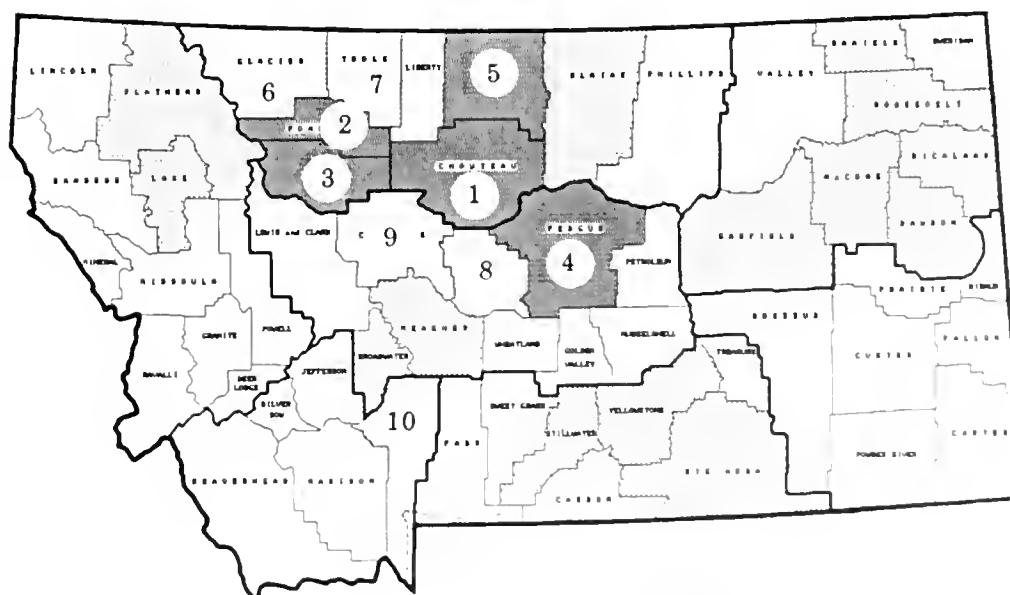 LINCOLN
FLATHEAD
GLACIER
6
TOOLE
7
LIBERTY
5
BLAINE
PHILLIPS
VALLEY
DANIELS
SHERIDAN
ROOSEVELT
2
3
CHOUTEAU
1
SANDERS
LAKE
RICHLAND
MCCONE
DAWSON
GARFIELD
LEWIS AND CLARK
9
8
FERGUS
4
PETROLEUM
MINERAL
MISSOULA
PRAIRIE
WIBAUX
ROSEBUD
GRANITE
POWELL
MEAGHER
BROADWATER
WHEATLAND
GOLDEN
VALLEY
MUSSELSHELL
TREASURE
CUSTER
FALLON
RAVALLI
DEER
LODGE
JEFFERSON
SILVER
BOW
10
PARK
SWEET GRASS
STILLWATER
YELLOWSTONE
BIG HORN
CARBON
POWDER RIVER
CARTER
BEAVERHEAD
MADISON